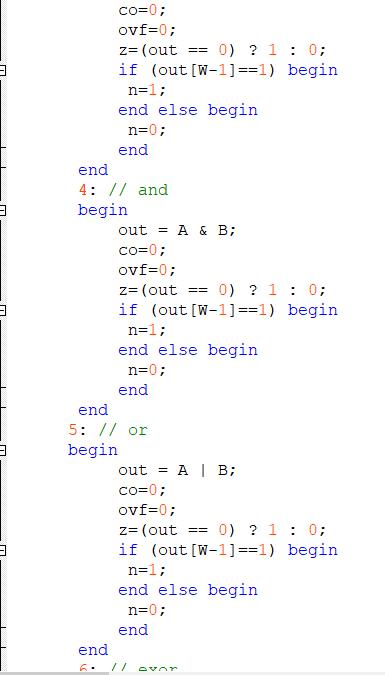 co=0;
ovf=0;
z=(out == 0) ? 1 : 0;
if (out[W-1]==1) begin
n=1;
end else begin
n=0;
end
end
4: // and
begin
out = A & B;
co=0;
ovf=0;
z=(out == 0) ? 1 : 0;
if (out[W-1]==1) begin
n=1;
end else begin
n=0;
end
end
5: // or
begin
out = A | B;
co=0;
ovf=0;
z=(out == 0) ? 1 : 0;
if (out[W-1]==1) begin
n=1;
end else begin
n=0;
end
end
6: // exor